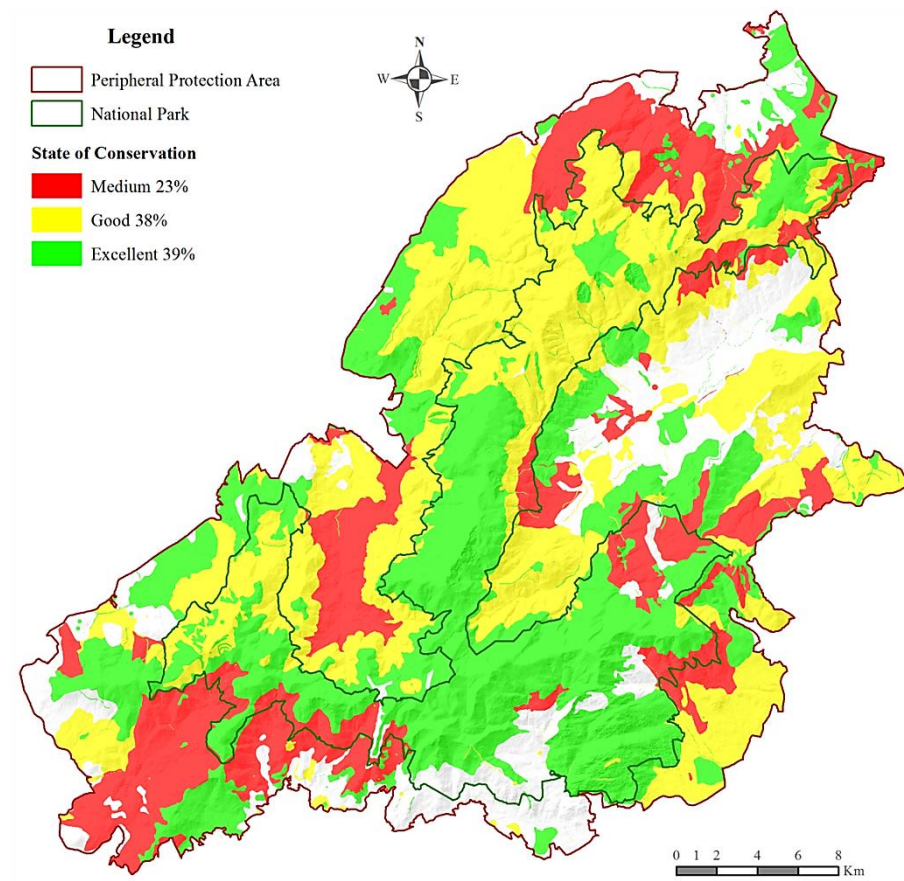 Legend
Peripheral Protection Area
National Park
State of Conservation
Medium 23%
Good 38%
Excellent 39%
N
W E
S
0 1 2 4 6 8
Km